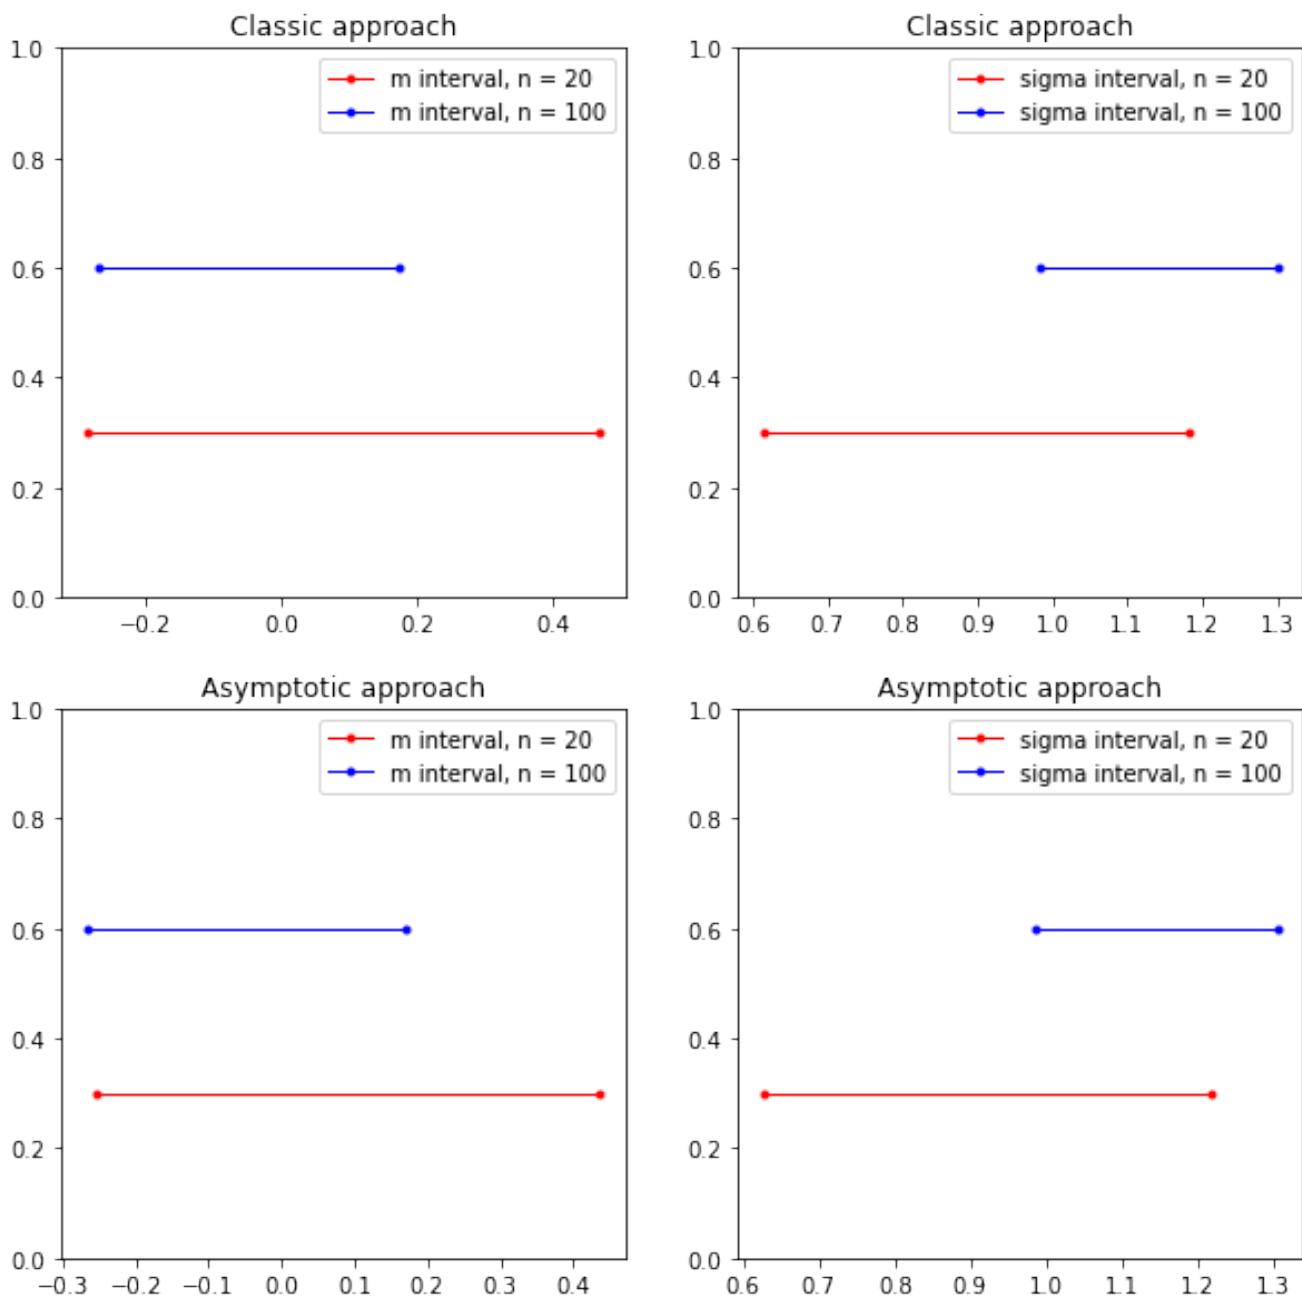 Classic approach
1.0
0.8
0.6
0.4
0.2
0.0
m interval, n = 20
m interval, n = 100
−0.2 0.0 0.2 0.4
Classic approach
1.0
0.8
0.6
0.4
0.2
0.0
sigma interval, n = 20
sigma interval, n = 100
0.6 0.7 0.8 0.9 1.0 1.1 1.2 1.3
Asymptotic approach
1.0
0.8
0.6
0.4
0.2
0.0
m interval, n = 20
m interval, n = 100
−0.3 −0.2 −0.1 0.0 0.1 0.2 0.3 0.4
Asymptotic approach
1.0
0.8
0.6
0.4
0.2
0.0
sigma interval, n = 20
sigma interval, n = 100
0.6 0.7 0.8 0.9 1.0 1.1 1.2 1.3